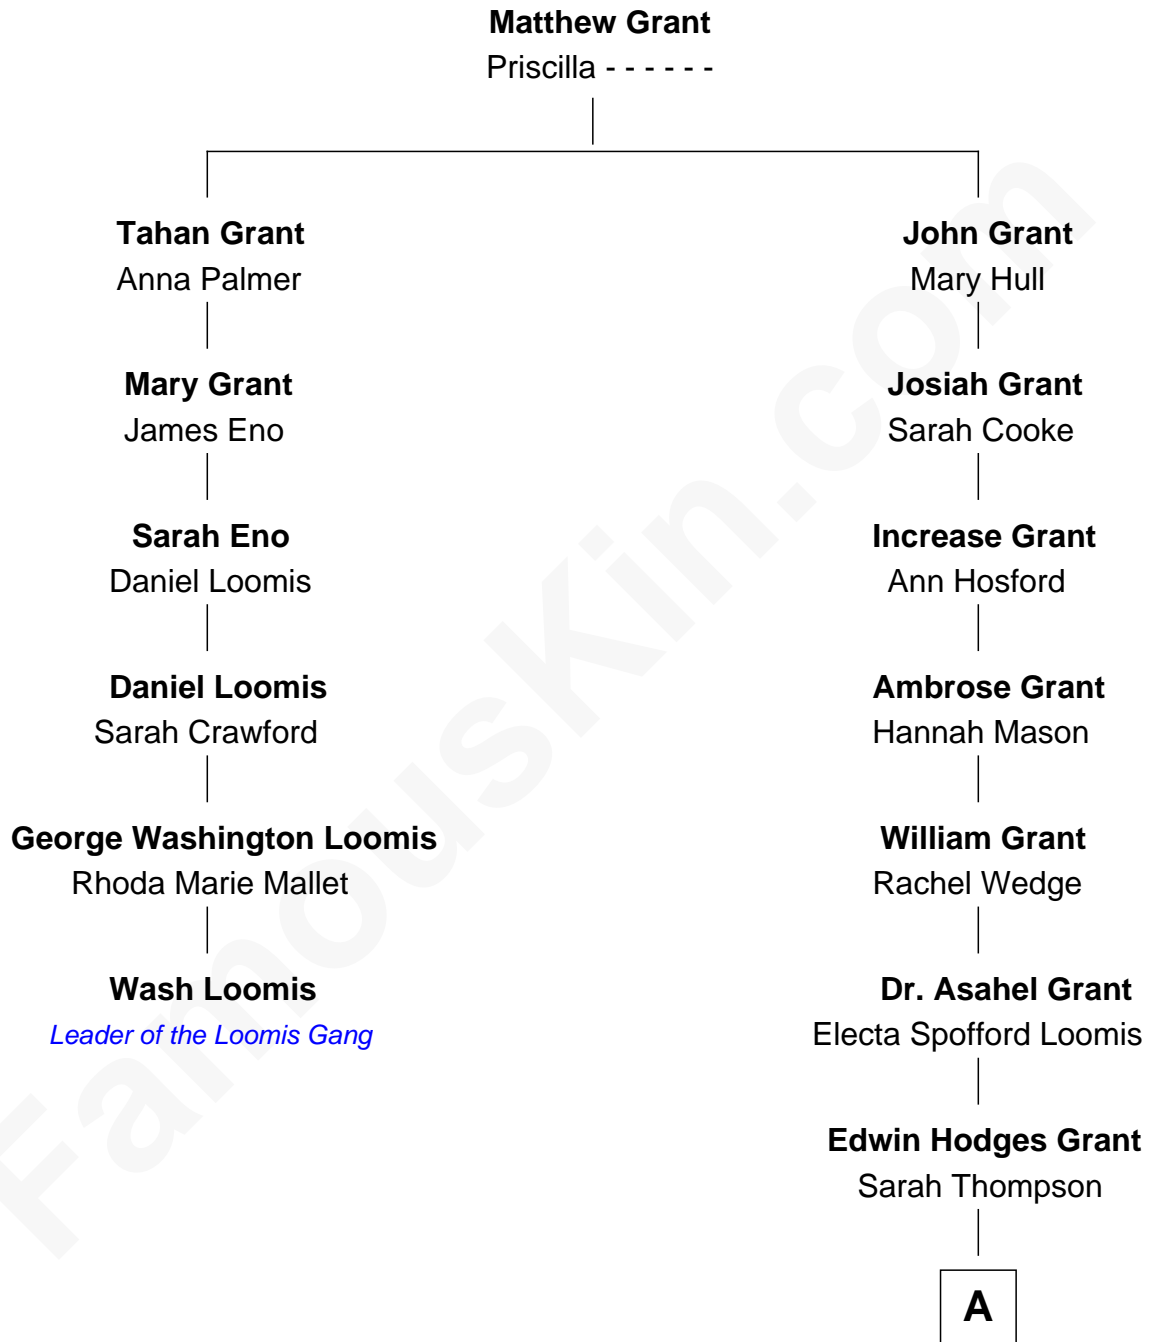 Matthew Grant
Priscilla - - - - - -
Tahan Grant
Anna Palmer
John Grant
Mary Hull
Mary Grant
James Eno
Josiah Grant
Sarah Cooke
Sarah Eno
Daniel Loomis
Increase Grant
Ann Hosford
Daniel Loomis
Sarah Crawford
Ambrose Grant
Hannah Mason
George Washington Loomis
Rhoda Marie Mallet
William Grant
Rachel Wedge
Wash Loomis
Leader of the Loomis Gang
Dr. Asahel Grant
Electa Spofford Loomis
Edwin Hodges Grant
Sarah Thompson
A
FamousKin.com